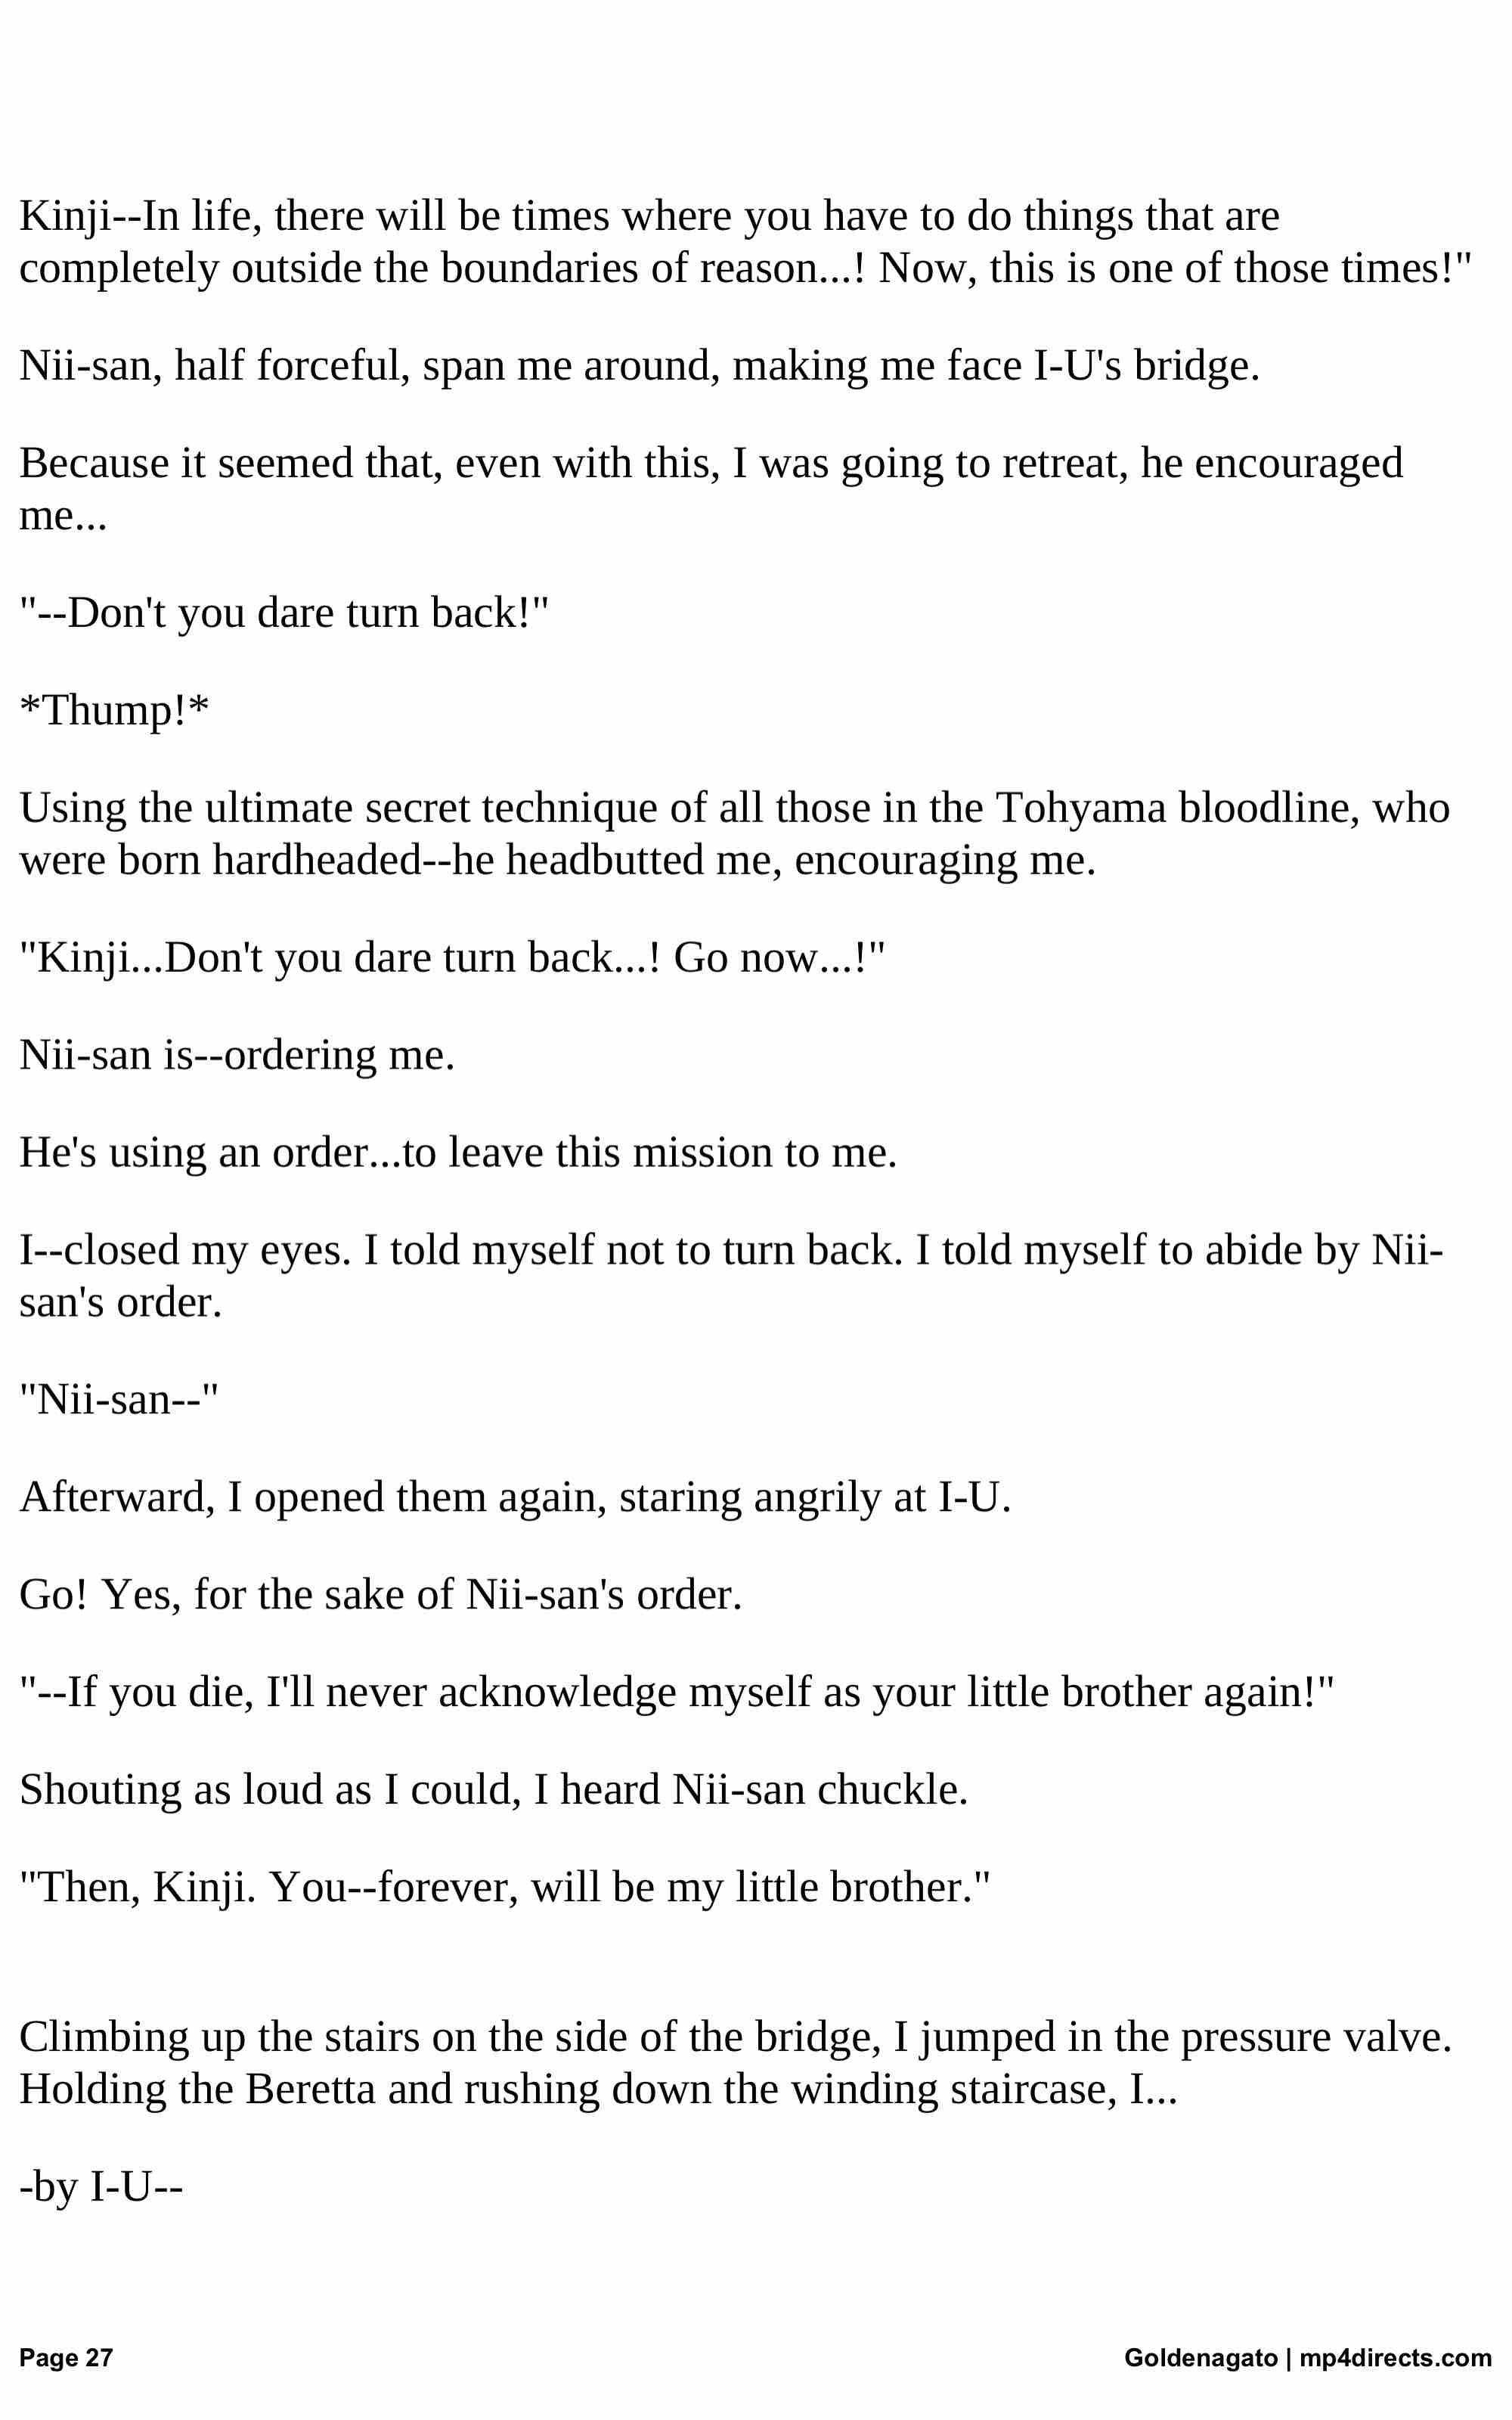 Kinji--In life, there will be times where you have to do things that are
completely outside the boundaries of reason...! Now, this is one of those times!"
Nii-san, half forceful, span me around, making me face I-U's bridge.
Because it seemed that, even with this, I was going to retreat, he encouraged
me...
"--Don't you dare turn back!"
*Thump!*
Using the ultimate secret technique of all those in the Tohyama bloodline, who
were born hardheaded--he headbutted me, encouraging me.
"Kinji...Don't you dare turn back...! Go now...!"
Nii-san is--ordering me.
He's using an order...to leave this mission to me.
I--closed my eyes. I told myself not to turn back. I told myself to abide by Nii-
san's order.
"Nii-san--"
Afterward, I opened them again, staring angrily at I-U.
Go! Yes, for the sake of Nii-san's order.
"--If you die, I'll never acknowledge myself as your little brother again!"
Shouting as loud as I could, I heard Nii-san chuckle.
"Then, Kinji. You--forever, will be my little brother."
Climbing up the stairs on the side of the bridge, I jumped in the pressure valve.
Holding the Beretta and rushing down the winding staircase, I...
-by I-U--
Page 27
Goldenagato | mp4directs.com